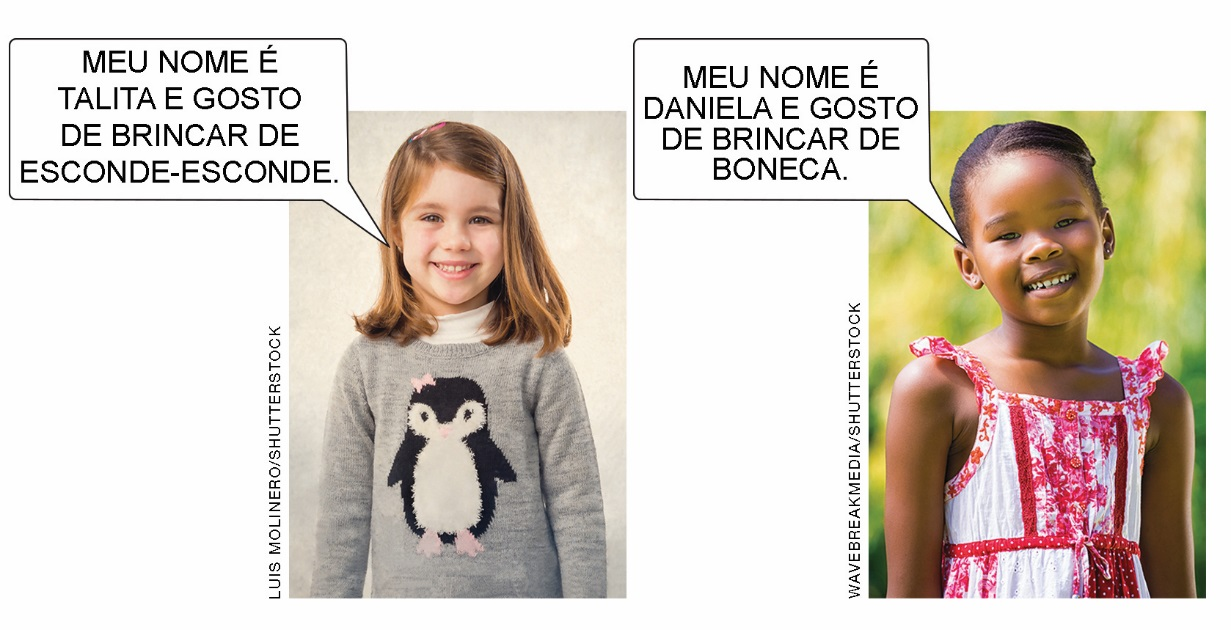 MEU NOME É
TALITA E GOSTO
DE BRINCAR DE
ESCONDE-ESCONDE.
LUIS MOLINERO/SHUTTERSTOCK
MEU NOME É
DANIELA E GOSTO
DE BRINCAR DE
BONECA.
WAVEBREAKMEDIA/SHUTTERSTOCK